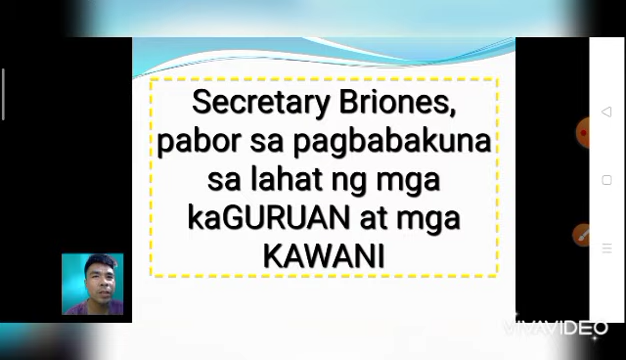 Secretary Briones,
pabor sa pagbabakuna
sa lahat ng mga
kaGURUAN at mga
KAWANI
VIVAVIDEO